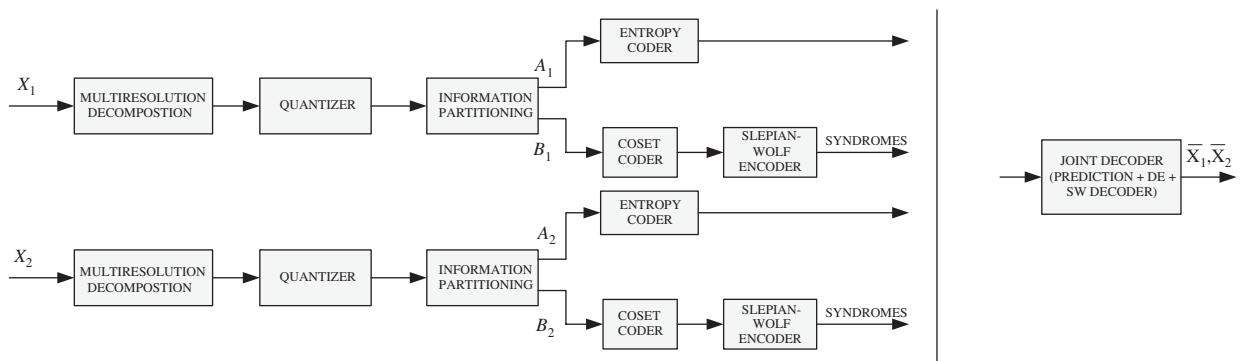 ENTROPY
CODER
A₁
X₁
MULTIRESOLUTION
DECOMPOSTION
QUANTIZER
INFORMATION
PARTITIONING
B₁
COSET
CODER
SLEPIAN-
WOLF
ENCODER
SYNDROMES
ENTROPY
CODER
A₂
X₂
MULTIRESOLUTION
DECOMPOSTION
QUANTIZER
INFORMATION
PARTITIONING
B₂
COSET
CODER
SLEPIAN-
WOLF
ENCODER
SYNDROMES
JOINT DECODER
(PREDICTION + DE +
SW DECODER)
X̅₁,X̅₂